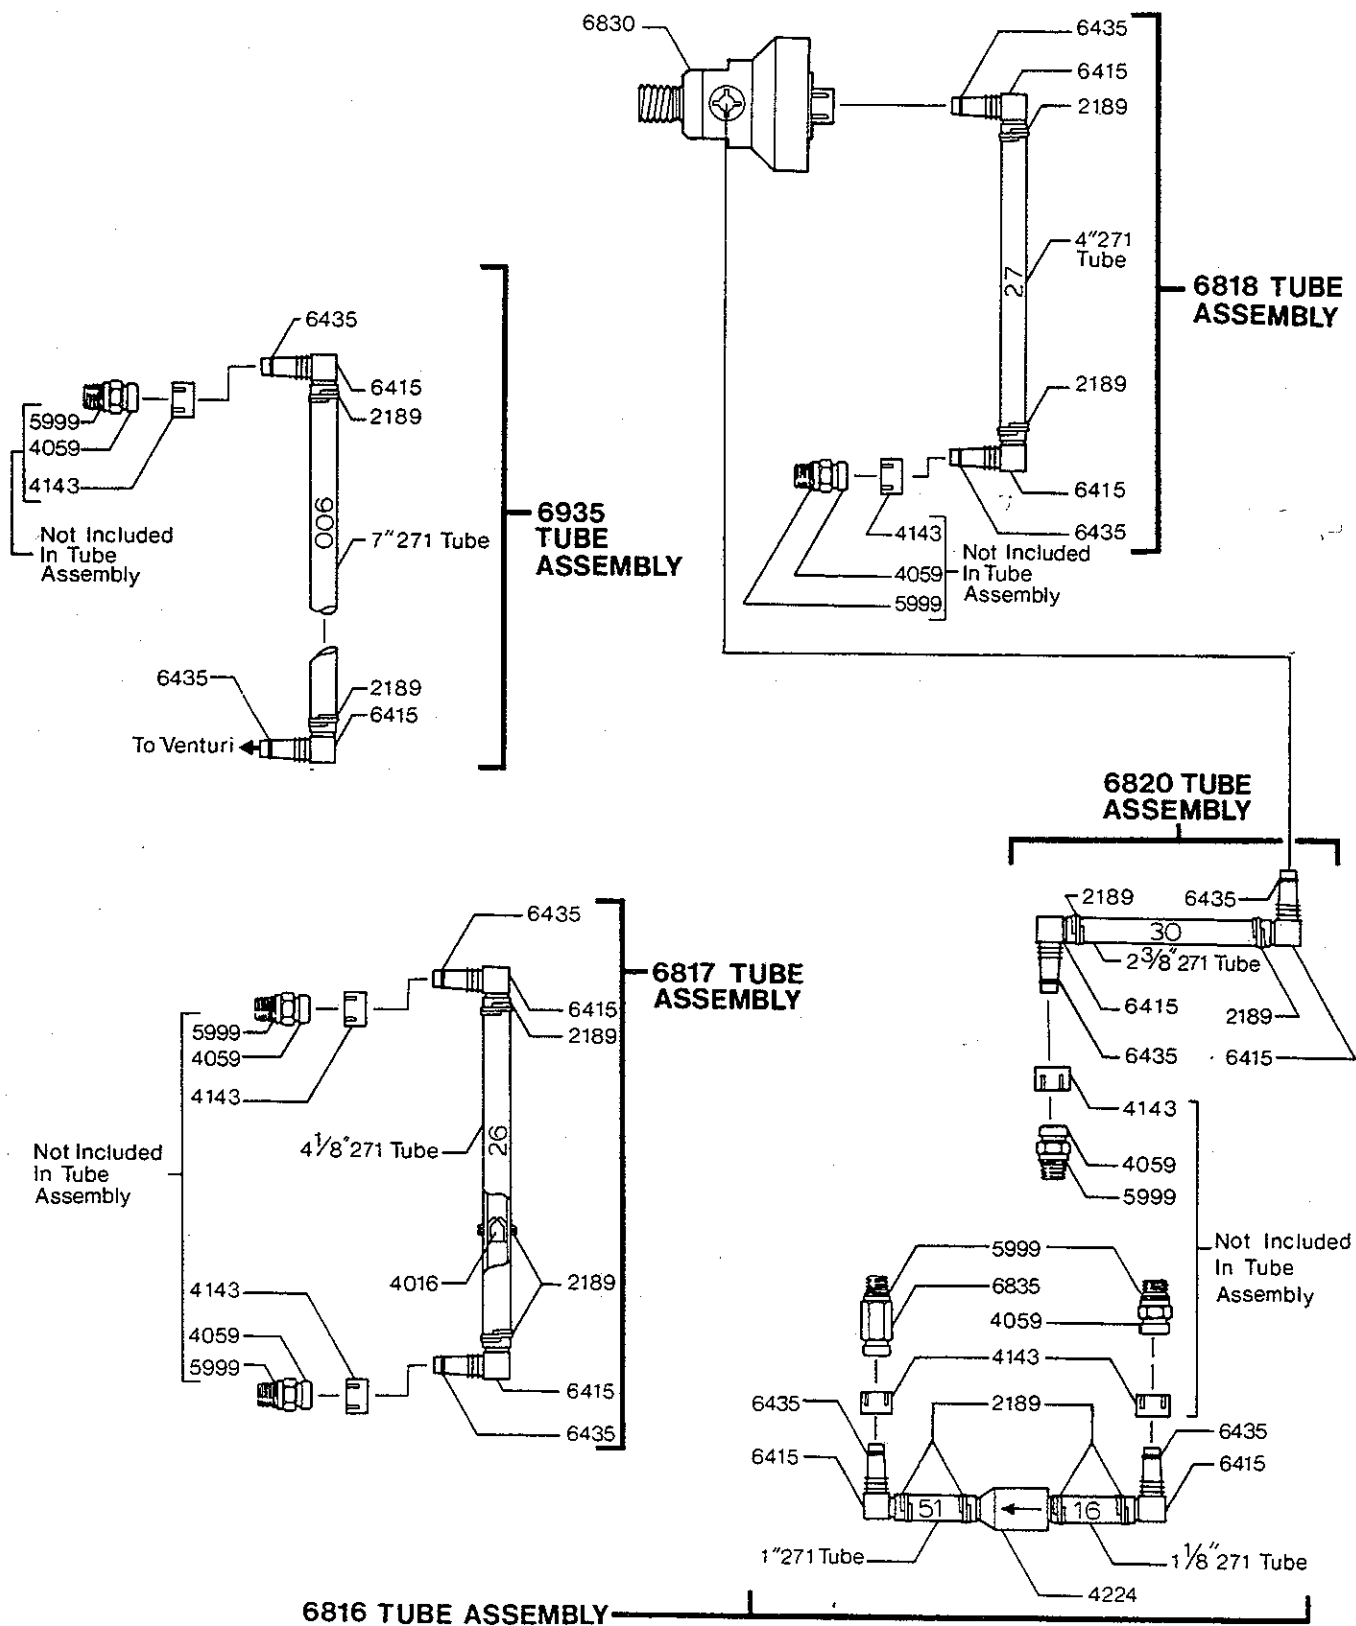 6830
6435
6415
2189
4"271
Tube
27
6818 TUBE
ASSEMBLY
2189
6415
6435
4143
4059
5999
Not Included
In Tube
Assembly
6435
6415
2189
5999
4059
4143
Not Included
In Tube
Assembly
006
7"271 Tube
6935
TUBE
ASSEMBLY
6435
2189
6415
To Venturi
6820 TUBE
ASSEMBLY
2189
6435
30
2 3/8"271 Tube
6415
2189
6435
6415
4143
4059
5999
6435
6817 TUBE
ASSEMBLY
6415
2189
5999
4059
4143
Not Included
In Tube
Assembly
4 1/8"271 Tube
26
4016
2189
4143
4059
5999
6415
6435
5999
6835
4059
4143
2189
Not Included
In Tube
Assembly
6435
6415
6435
6415
51
16
1"271 Tube
1 1/8"271 Tube
4224
6816 TUBE ASSEMBLY